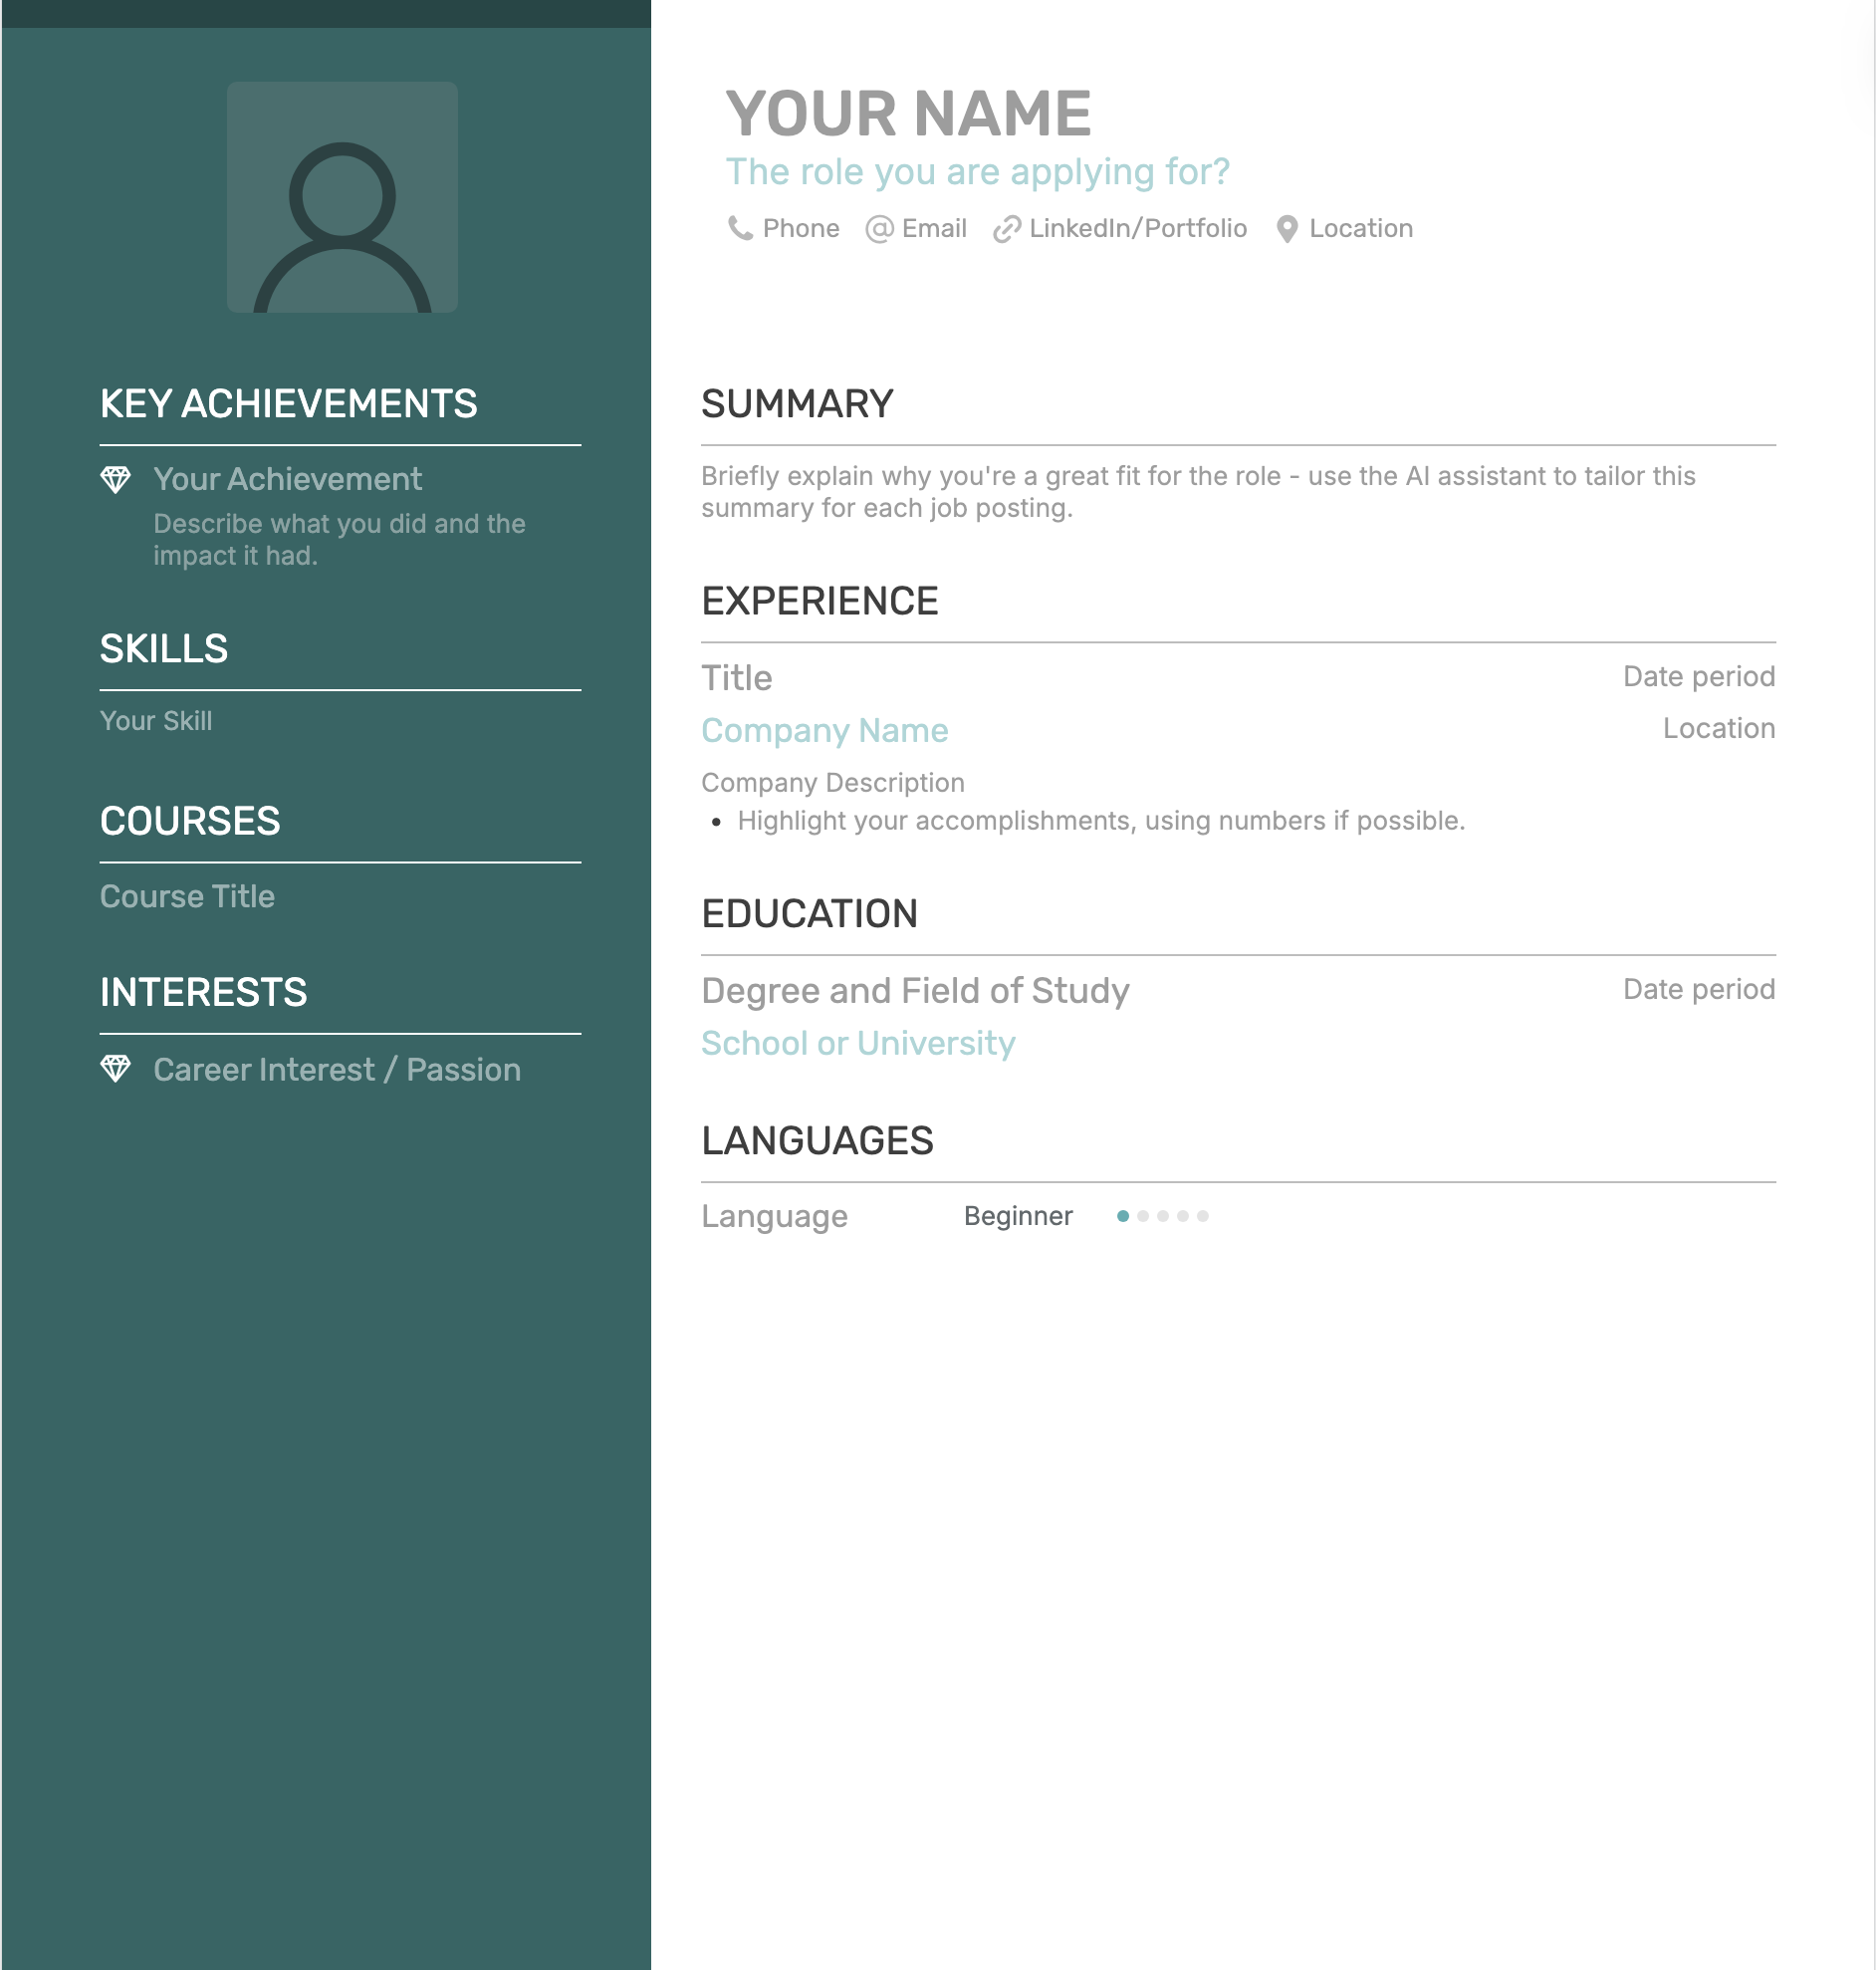 YOUR NAME
The role you are applying for?
Phone Email LinkedIn/Portfolio Location
KEY ACHIEVEMENTS
Your Achievement
Describe what you did and the
impact it had.
SKILLS
Your Skill
COURSES
Course Title
INTERESTS
Career Interest / Passion
SUMMARY
Briefly explain why you're a great fit for the role - use the AI assistant to tailor this
summary for each job posting.
EXPERIENCE
Title Date period
Company Name Location
Company Description
• Highlight your accomplishments, using numbers if possible.
EDUCATION
Degree and Field of Study Date period
School or University
LANGUAGES
Language Beginner